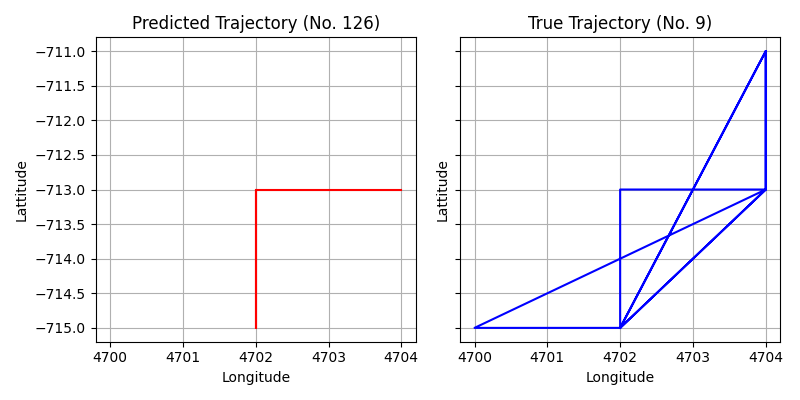 Predicted Trajectory (No. 126)
True Trajectory (No. 9)
Lattitude
−711.0
−711.5
−712.0
−712.5
−713.0
−713.5
−714.0
−714.5
−715.0
4700 4701 4702 4703 4704
Longitude
Lattitude
4700 4701 4702 4703 4704
Longitude